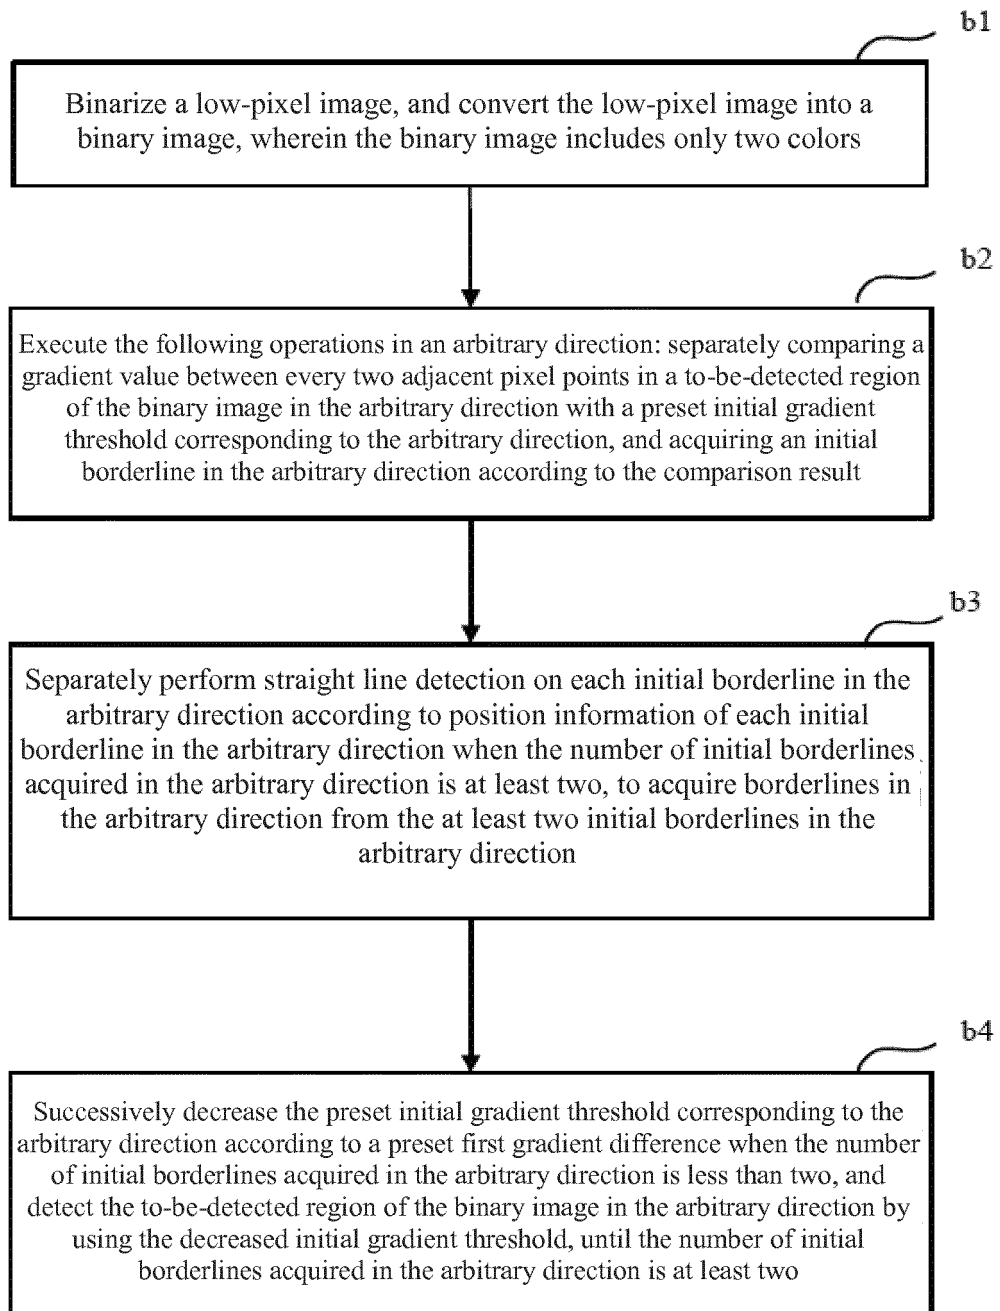 b1
Binarize a low-pixel image, and convert the low-pixel image into a
binary image, wherein the binary image includes only two colors
b2
Execute the following operations in an arbitrary direction: separately comparing a
gradient value between every two adjacent pixel points in a to-be-detected region
of the binary image in the arbitrary direction with a preset initial gradient
threshold corresponding to the arbitrary direction, and acquiring an initial
borderline in the arbitrary direction according to the comparison result
b3
Separately perform straight line detection on each initial borderline in the
arbitrary direction according to position information of each initial
borderline in the arbitrary direction when the number of initial borderlines
acquired in the arbitrary direction is at least two, to acquire borderlines in
the arbitrary direction from the at least two initial borderlines in the
arbitrary direction
b4
Successively decrease the preset initial gradient threshold corresponding to the
arbitrary direction according to a preset first gradient difference when the number
of initial borderlines acquired in the arbitrary direction is less than two, and
detect the to-be-detected region of the binary image in the arbitrary direction by
using the decreased initial gradient threshold, until the number of initial
borderlines acquired in the arbitrary direction is at least two